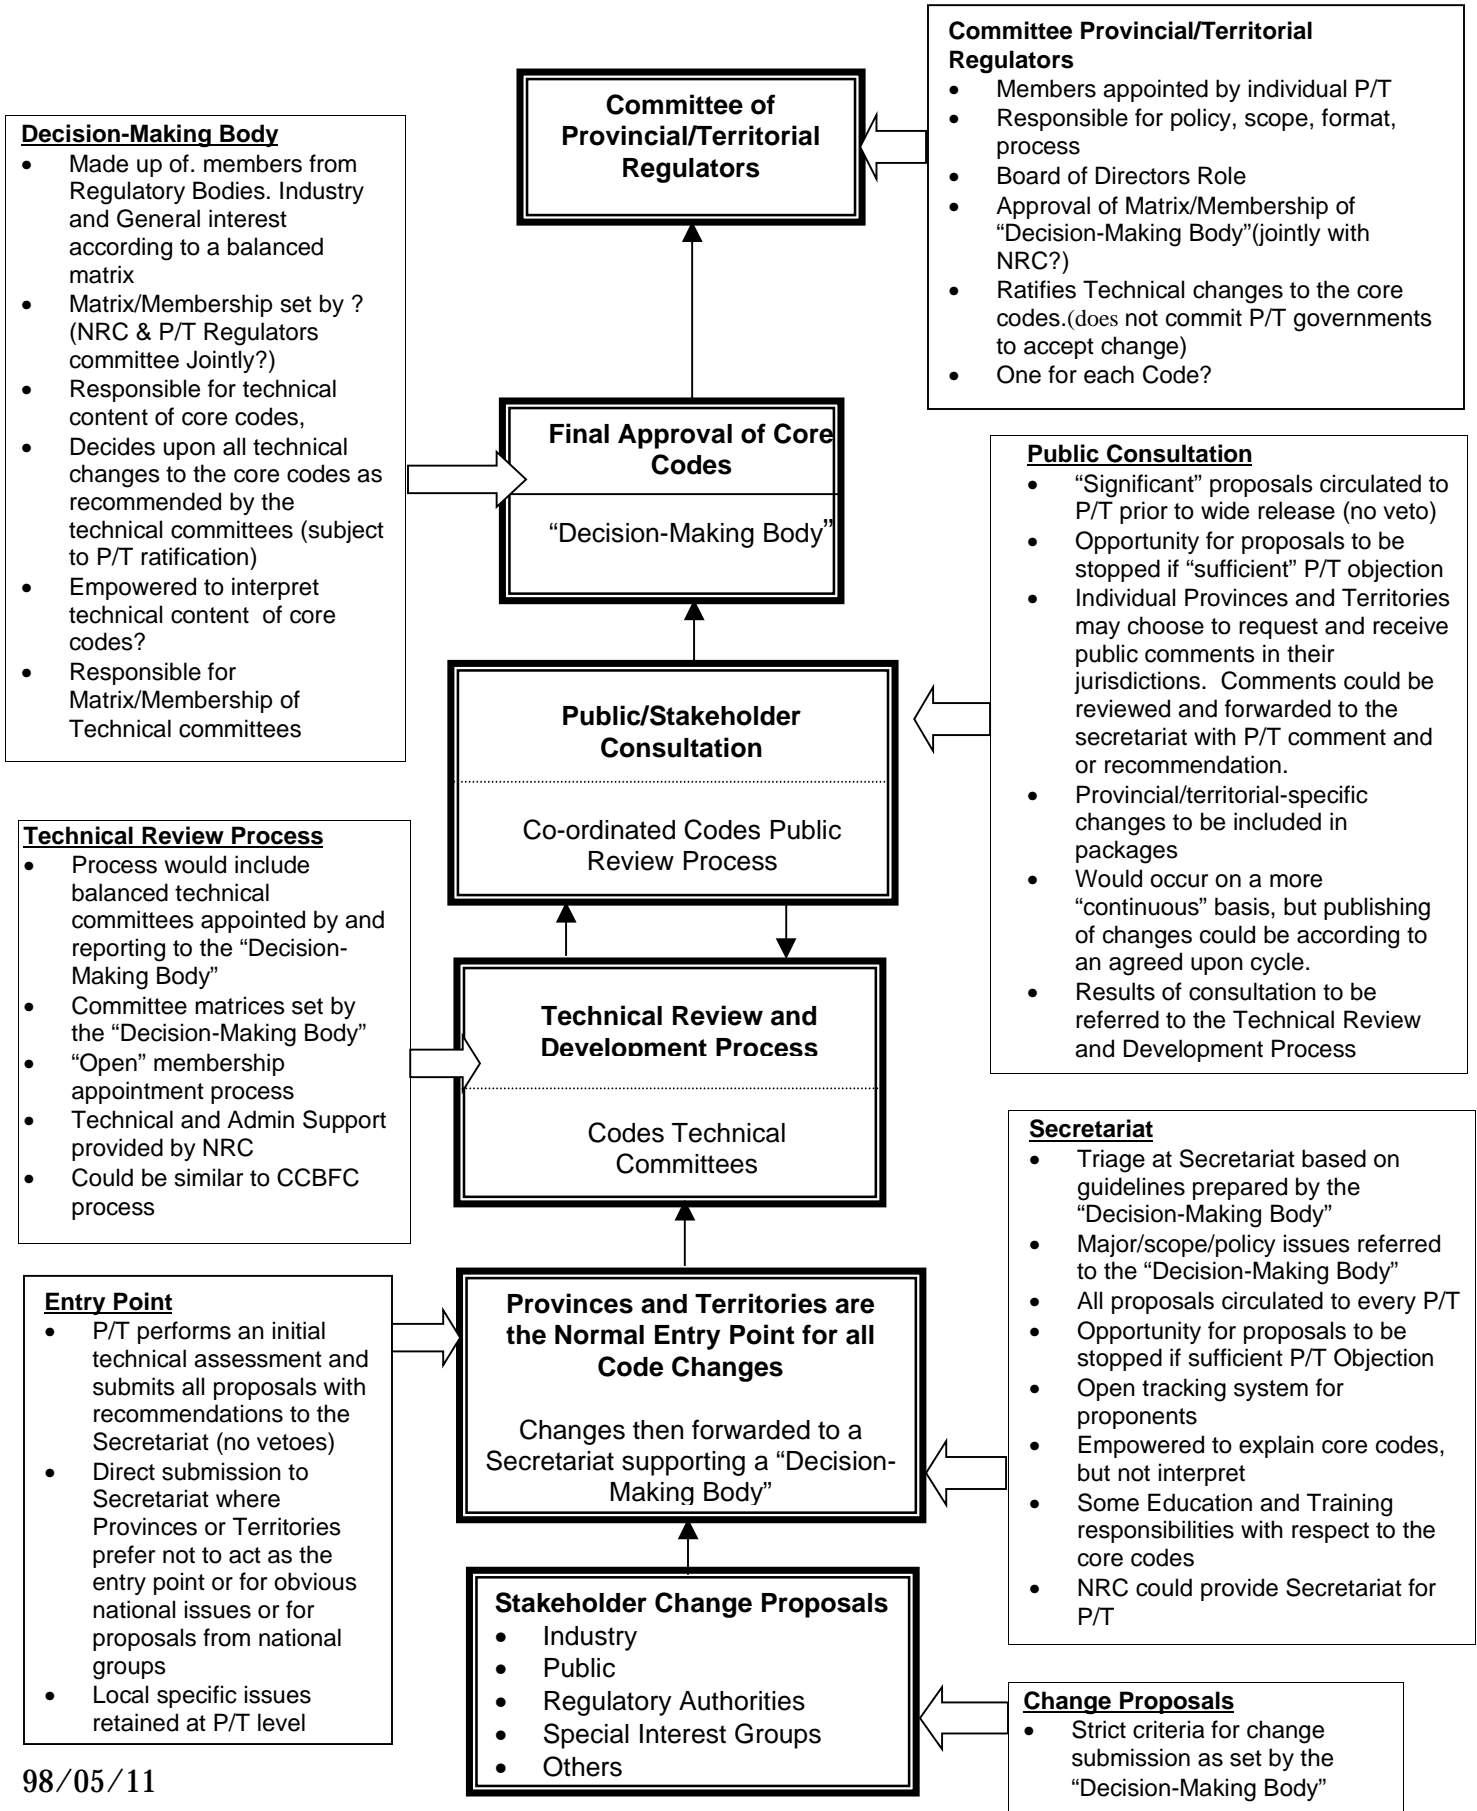 Committee Provincial/Territorial
Regulators
• Members appointed by individual P/T
• Responsible for policy, scope, format,
process
• Board of Directors Role
• Approval of Matrix/Membership of
“Decision-Making Body”(jointly with
NRC?)
• Ratifies Technical changes to the core
codes.(does not commit P/T governments
to accept change)
• One for each Code?
Committee of
Provincial/Territorial
Regulators
Decision-Making Body
• Made up of. members from
Regulatory Bodies. Industry
and General interest
according to a balanced
matrix
• Matrix/Membership set by ?
(NRC & P/T Regulators
committee Jointly?)
• Responsible for technical
content of core codes,
• Decides upon all technical
changes to the core codes as
recommended by the
technical committees (subject
to P/T ratification)
• Empowered to interpret
technical content of core
codes?
• Responsible for
Matrix/Membership of
Technical committees
Final Approval of Core
Codes
“Decision-Making Body”
Public Consultation
• “Significant” proposals circulated to
P/T prior to wide release (no veto)
• Opportunity for proposals to be
stopped if “sufficient” P/T objection
• Individual Provinces and Territories
may choose to request and receive
public comments in their
jurisdictions. Comments could be
reviewed and forwarded to the
secretariat with P/T comment and
or recommendation.
• Provincial/territorial-specific
changes to be included in
packages
• Would occur on a more
“continuous” basis, but publishing
of changes could be according to
an agreed upon cycle.
• Results of consultation to be
referred to the Technical Review
and Development Process
Public/Stakeholder
Consultation
Co-ordinated Codes Public
Review Process
Technical Review Process
• Process would include
balanced technical
committees appointed by and
reporting to the “Decision-
Making Body”
• Committee matrices set by
the “Decision-Making Body”
• “Open” membership
appointment process
• Technical and Admin Support
provided by NRC
• Could be similar to CCBFC
process
Technical Review and
Development Process
Codes Technical
Committees
Secretariat
• Triage at Secretariat based on
guidelines prepared by the
“Decision-Making Body”
• Major/scope/policy issues referred
to the “Decision-Making Body”
• All proposals circulated to every P/T
• Opportunity for proposals to be
stopped if sufficient P/T Objection
• Open tracking system for
proponents
• Empowered to explain core codes,
but not interpret
• Some Education and Training
responsibilities with respect to the
core codes
• NRC could provide Secretariat for
P/T
Entry Point
• P/T performs an initial
technical assessment and
submits all proposals with
recommendations to the
Secretariat (no vetoes)
• Direct submission to
Secretariat where
Provinces or Territories
prefer not to act as the
entry point or for obvious
national issues or for
proposals from national
groups
• Local specific issues
retained at P/T level
Provinces and Territories are
the Normal Entry Point for all
Code Changes
Changes then forwarded to a
Secretariat supporting a “Decision-
Making Body”
Stakeholder Change Proposals
• Industry
• Public
• Regulatory Authorities
• Special Interest Groups
• Others
Change Proposals
• Strict criteria for change
submission as set by the
“Decision-Making Body”
98/05/11